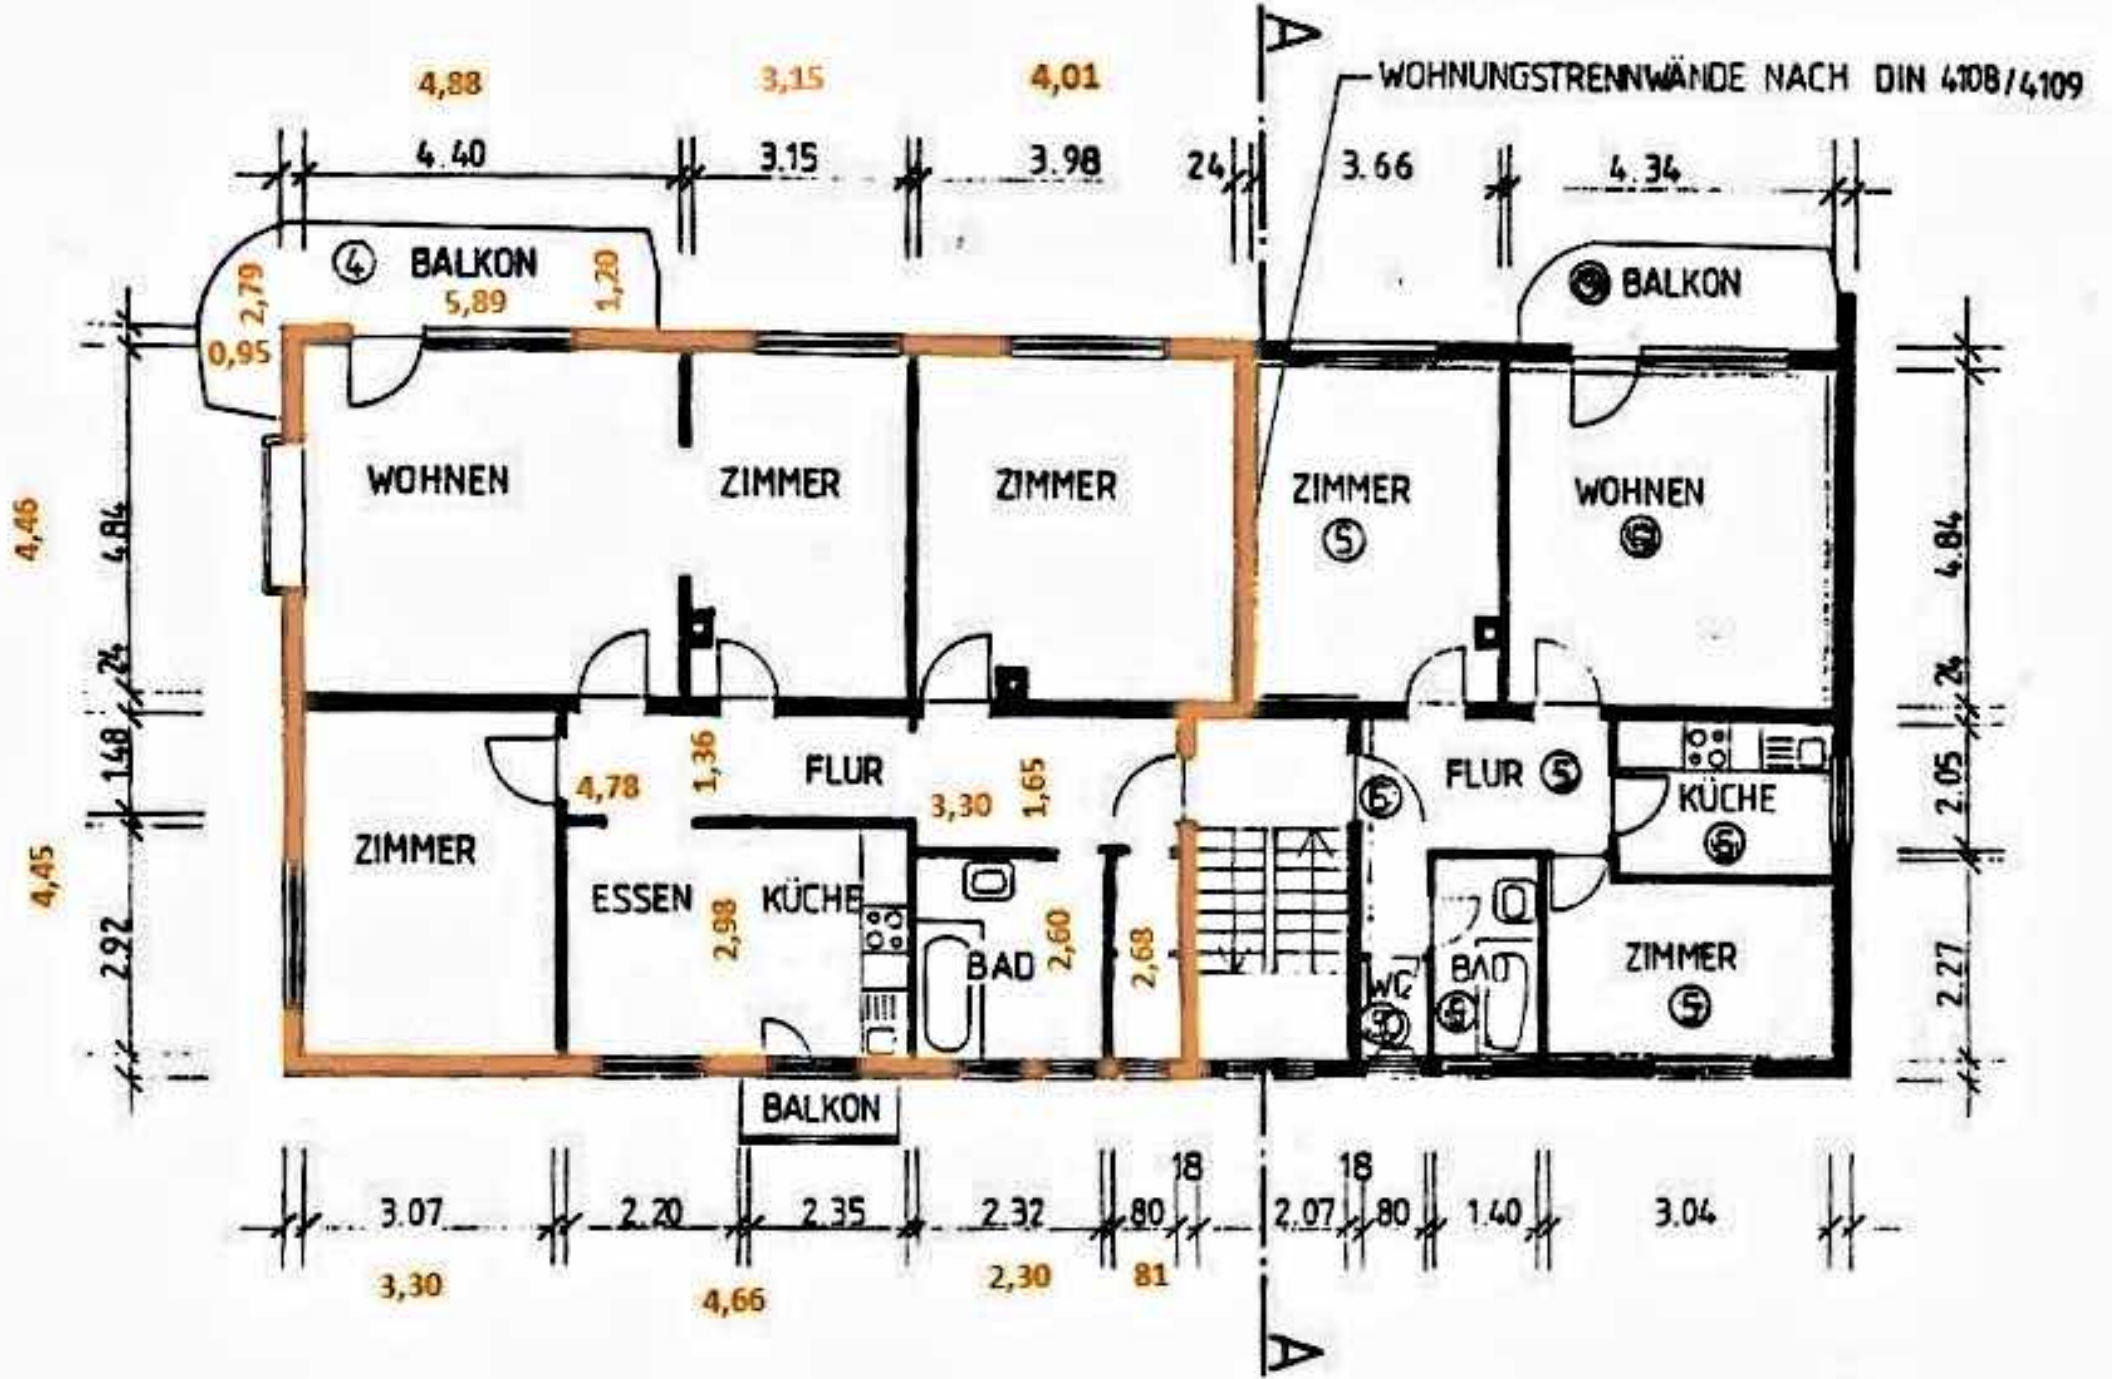 A
WOHNUNGSTRENNWÄNDE NACH DIN 4108/4109
4,88
3,15
4,01
4.40
3.15
3.98
24
3.66
4.34
④ BALKON
5,89
1,20
2,79
0,95
BALKON
WOHNEN
ZIMMER
ZIMMER
ZIMMER
⑤
WOHNEN
4,46
4.84
24
4.84
24
1.48
4,78
1,36
FLUR
3,30
1,65
FLUR ⑤
KÜCHE
2.05
ZIMMER
4,45
2.92
ESSEN
KÜCHE
2,98
BAD
2,60
2,68
WC
BAD
ZIMMER
⑤
2.27
BALKON
18
18
3.07
2.20
2.35
2.32
80
2.07
80
1.40
3.04
3,30
4,66
2,30
81
A